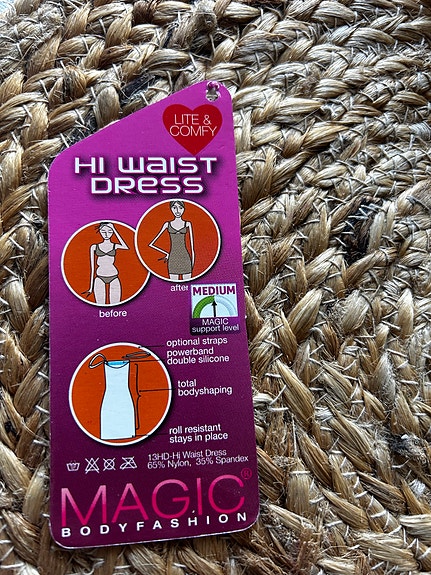 LITE &
COMFY
HI WAIST
DRESS
before
after
MEDIUM
MAGIC
support level
optional straps
powerband
double silicone
total
bodyshaping
roll resistant
stays in place
13HD-Hi Waist Dress
65% Nylon, 35% Spandex
MAGIC®
BODYFASHION